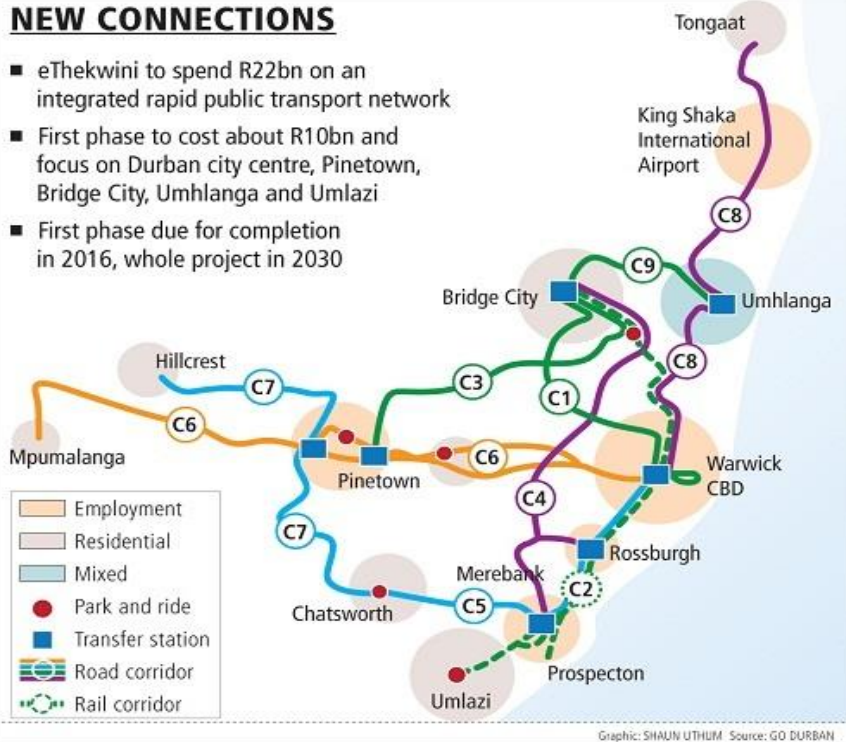 NEW CONNECTIONS
■ eThekwini to spend R22bn on an
integrated rapid public transport network
■ First phase to cost about R10bn and
focus on Durban city centre, Pinetown,
Bridge City, Umhlanga and Umlazi
■ First phase due for completion
in 2016, whole project in 2030
Tongaat
King Shaka
International
Airport
C8
C9
Bridge City
Umhlanga
Hillcrest
C8
C7
C3
C1
C6
Mpumalanga
C6
Pinetown
Warwick
CBD
C4
C7
Rossburgh
Merebank
C2
C5
Chatsworth
Prospecton
Umlazi
Employment
Residential
Mixed
Park and ride
Transfer station
Road corridor
Rail corridor
Graphic: SHAUN UTHUM Source: GO DURBAN